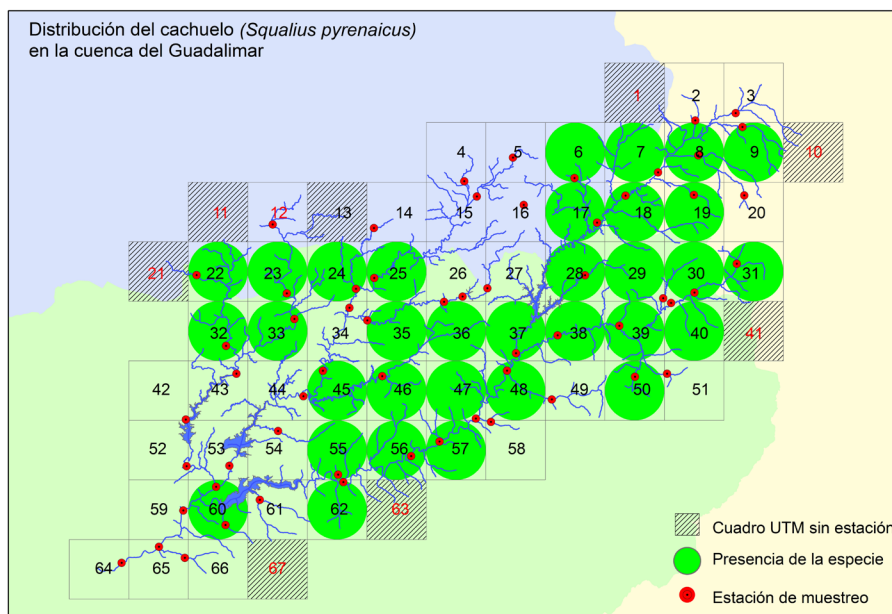 Distribución del cachuelo (Squalius pyrenaicus)
en la cuenca del Guadalimar
1 2 3
4 5 6 7 8 9 10
11 12 13 14 15 16 17 18 19 20
21 22 23 24 25 26 27 28 29 30 31
32 33 34 35 36 37 38 39 40 41
42 43 44 45 46 47 48 49 50 51
52 53 54 55 56 57 58
59 60 61 62 63
64 65 66 67
Cuadro UTM sin estación
Presencia de la especie
Estación de muestreo